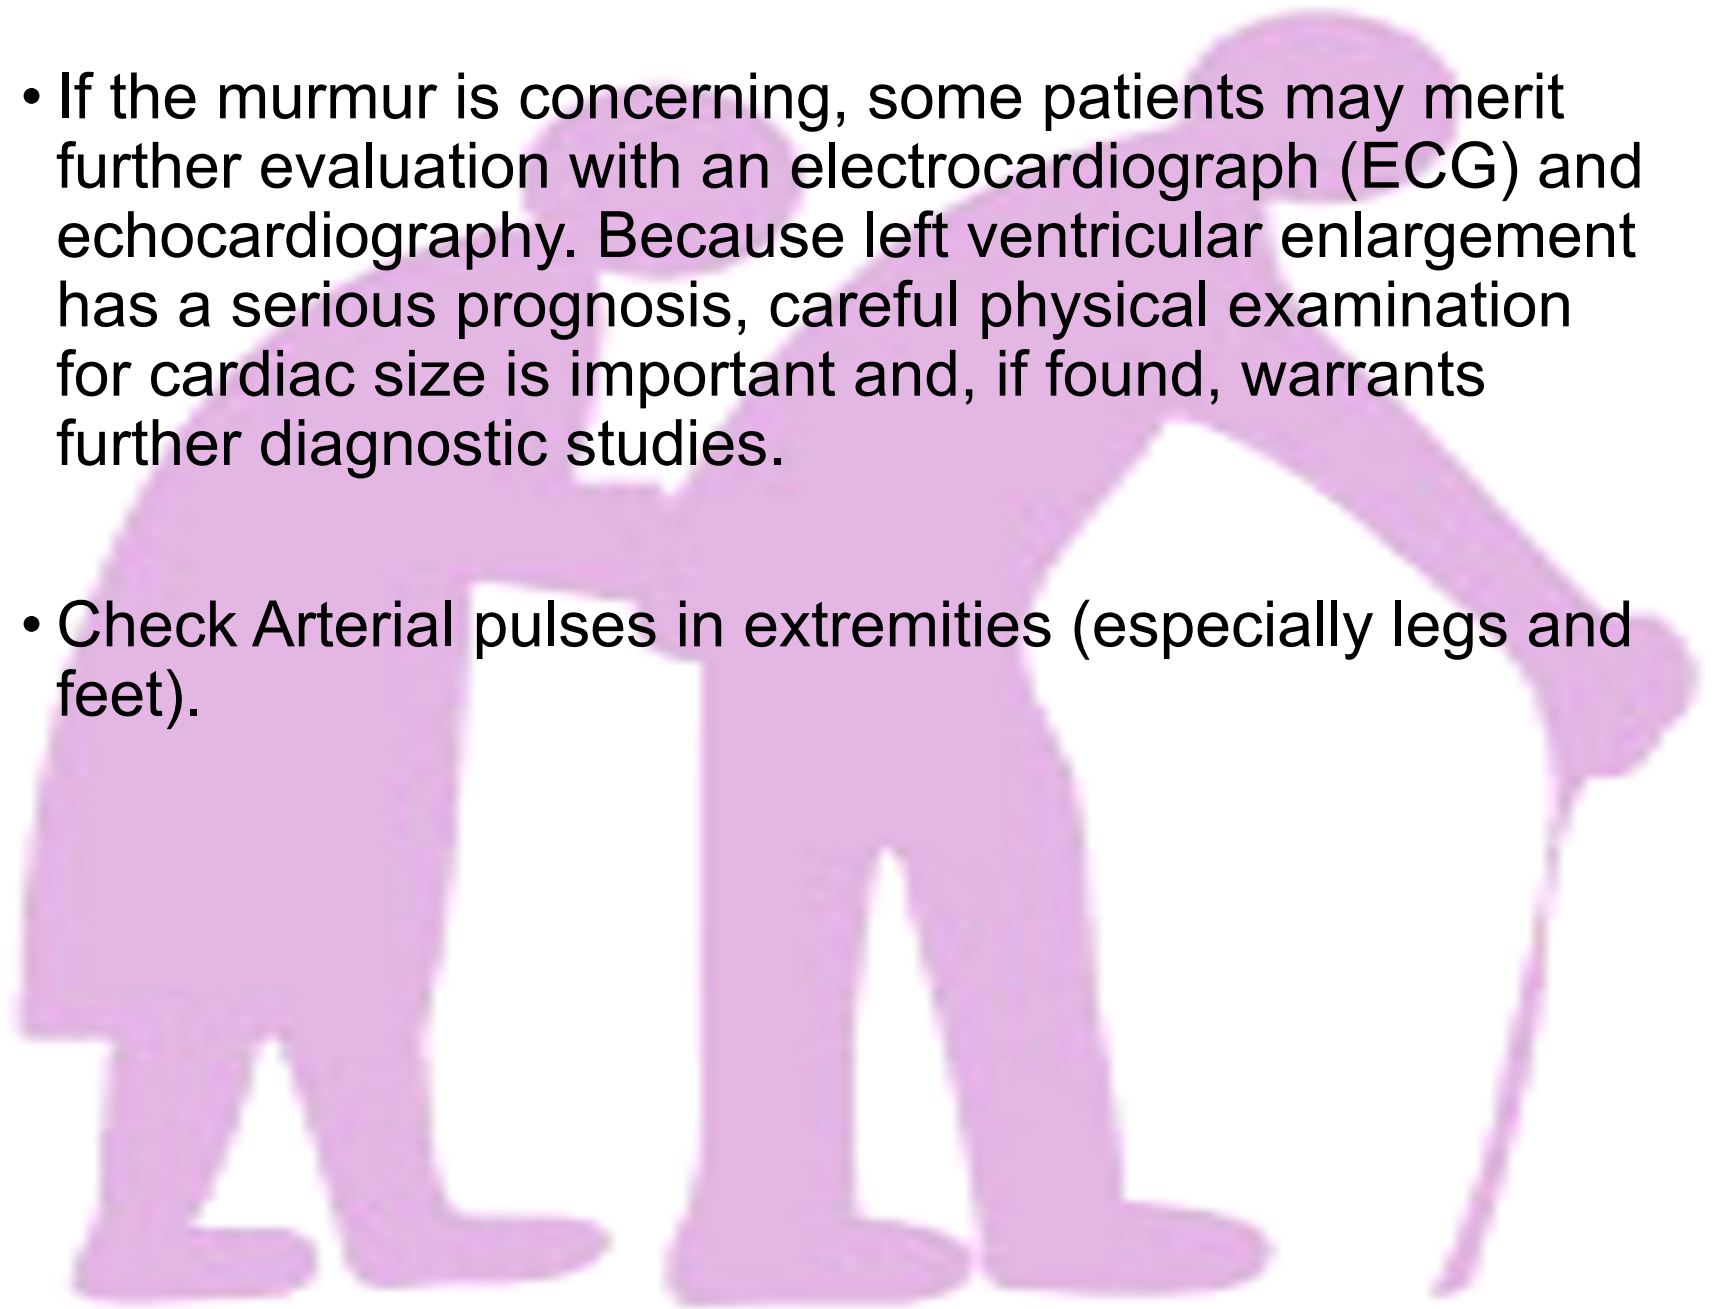 • If the murmur is concerning, some patients may merit
further evaluation with an electrocardiograph (ECG) and
echocardiography. Because left ventricular enlargement
has a serious prognosis, careful physical examination
for cardiac size is important and, if found, warrants
further diagnostic studies.
• Check Arterial pulses in extremities (especially legs and
feet).